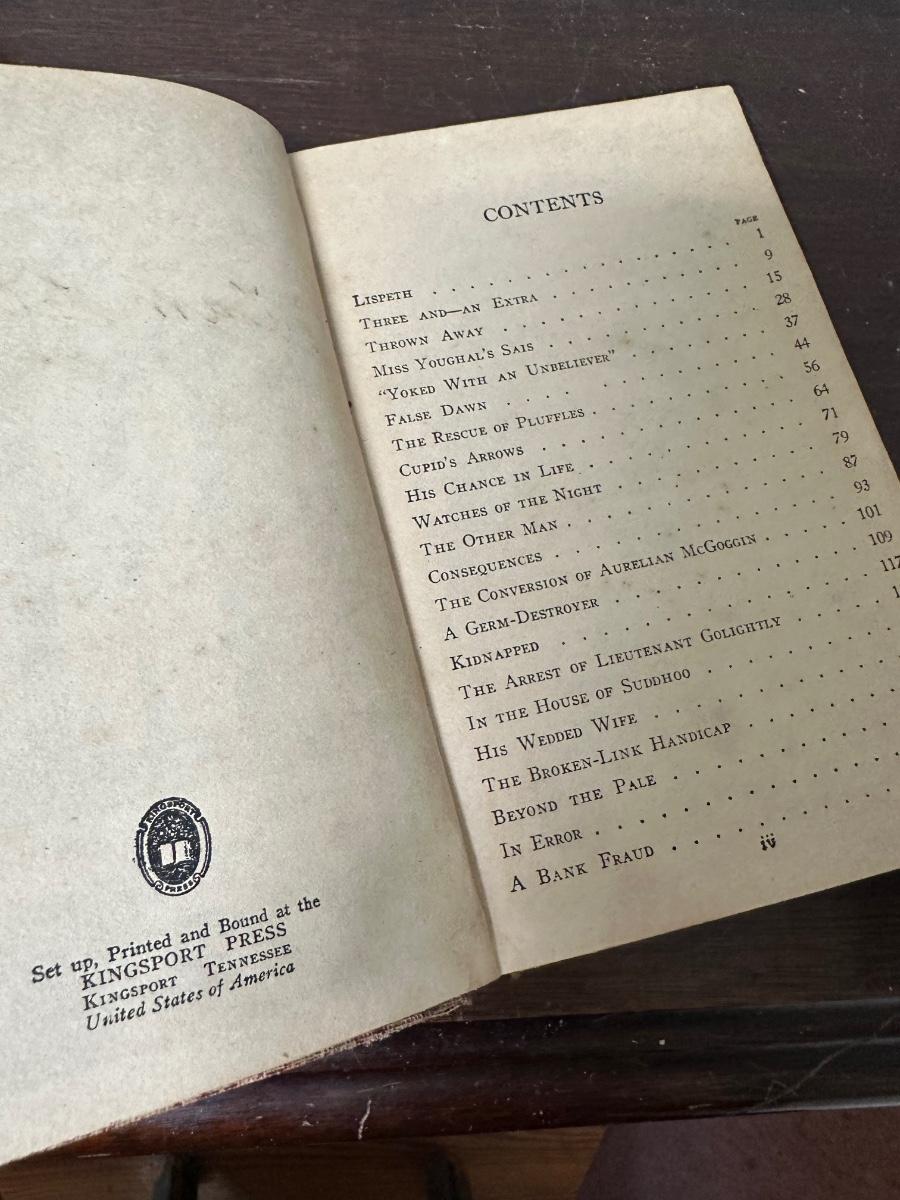 KINGSPORT
PRESS
Set up, Printed and Bound at the
KINGSPORT PRESS
KINGSPORT TENNESSEE
United States of America
CONTENTS
PAGE
LISPETH . . . . . . . . . . . . . . . 1
THREE AND—AN EXTRA . . . . . . . . . . 9
THROWN AWAY . . . . . . . . . . . . . 15
MISS YOUGHAL'S SAIS . . . . . . . . . . . 28
"YOKED WITH AN UNBELIEVER" . . . . . . . 37
FALSE DAWN . . . . . . . . . . . . . 44
THE RESCUE OF PLUFFLES . . . . . . . . . 56
CUPID'S ARROWS . . . . . . . . . . . . 64
HIS CHANCE IN LIFE . . . . . . . . . . 71
WATCHES OF THE NIGHT . . . . . . . . . 79
THE OTHER MAN . . . . . . . . . . . . 87
CONSEQUENCES . . . . . . . . . . . . 93
THE CONVERSION OF AURELIAN MCGOGGIN . . . . 101
A GERM-DESTROYER . . . . . . . . . . 109
KIDNAPPED . . . . . . . . . . . . . 117
THE ARREST OF LIEUTENANT GOLIGHTLY . . . .
IN THE HOUSE OF SUDDHOO . . . . . . . .
HIS WEDDED WIFE . . . . . . . . . .
THE BROKEN-LINK HANDICAP . . . . . . .
BEYOND THE PALE . . . . . . . . .
IN ERROR . . . . . . . . . . . .
A BANK FRAUD . . . . . . . . .